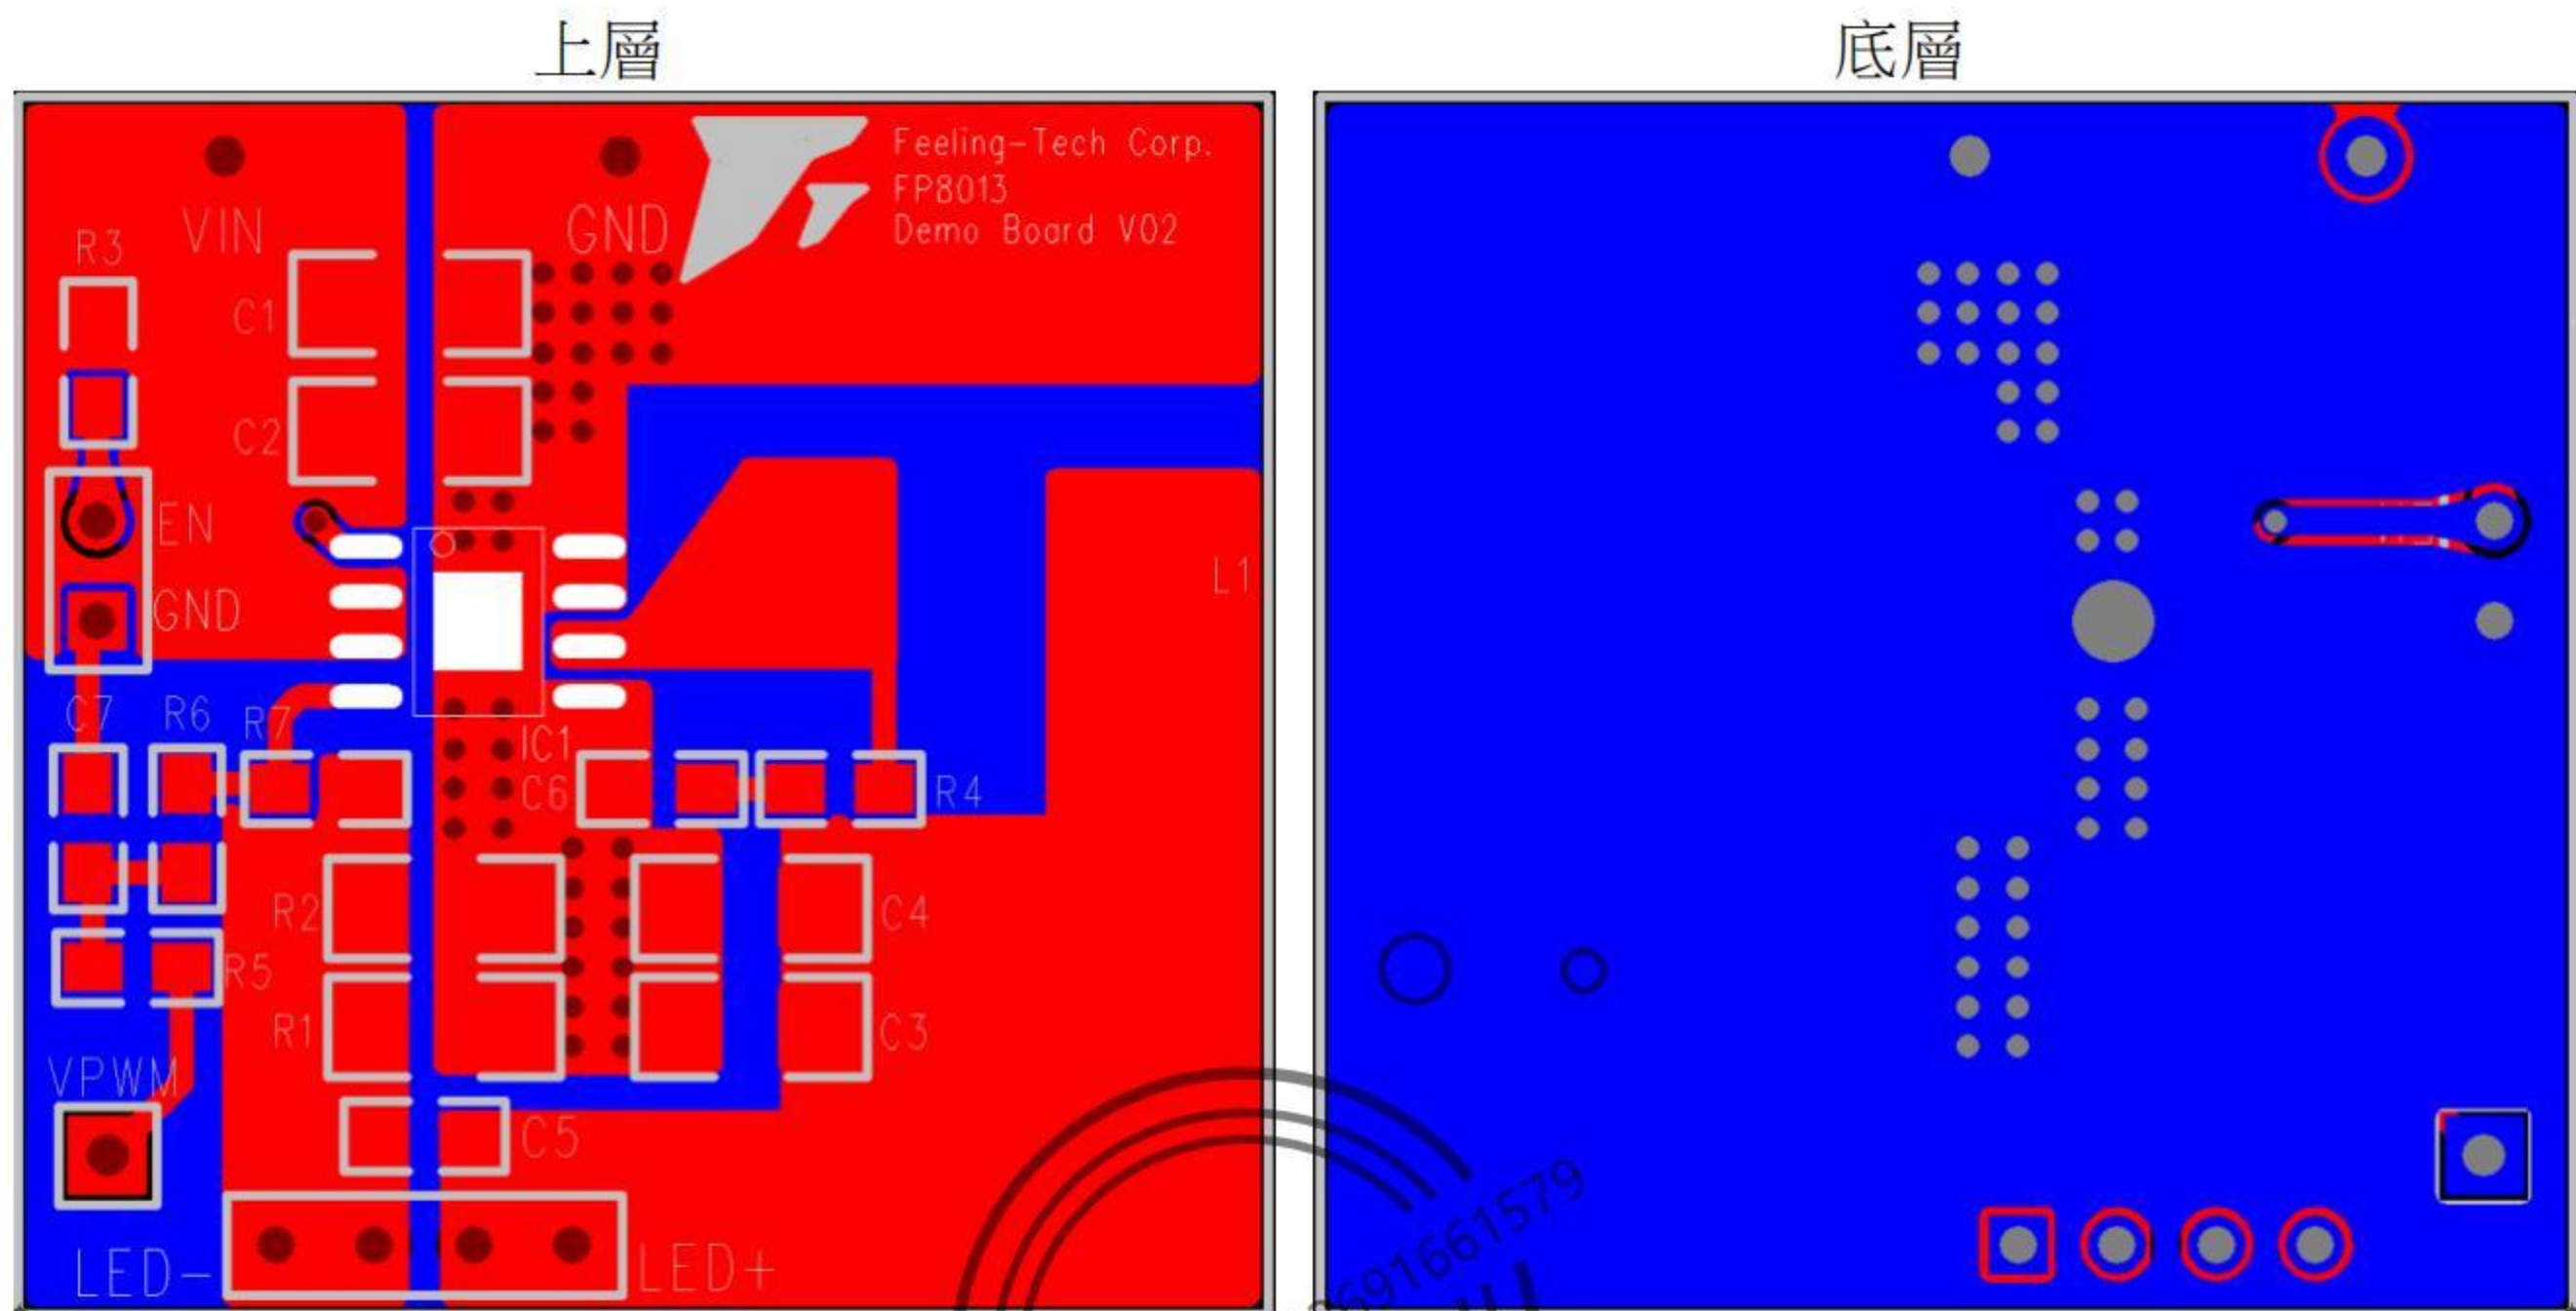 上層
底層
Feeling-Tech Corp.
FP8013
Demo Board V02
VIN
GND
R3
C1
C2
EN
GND
L1
C7
R6
R7
IC1
C6
R4
R2
C4
R5
R1
C3
VPWM
C5
LED-
LED+
691661579